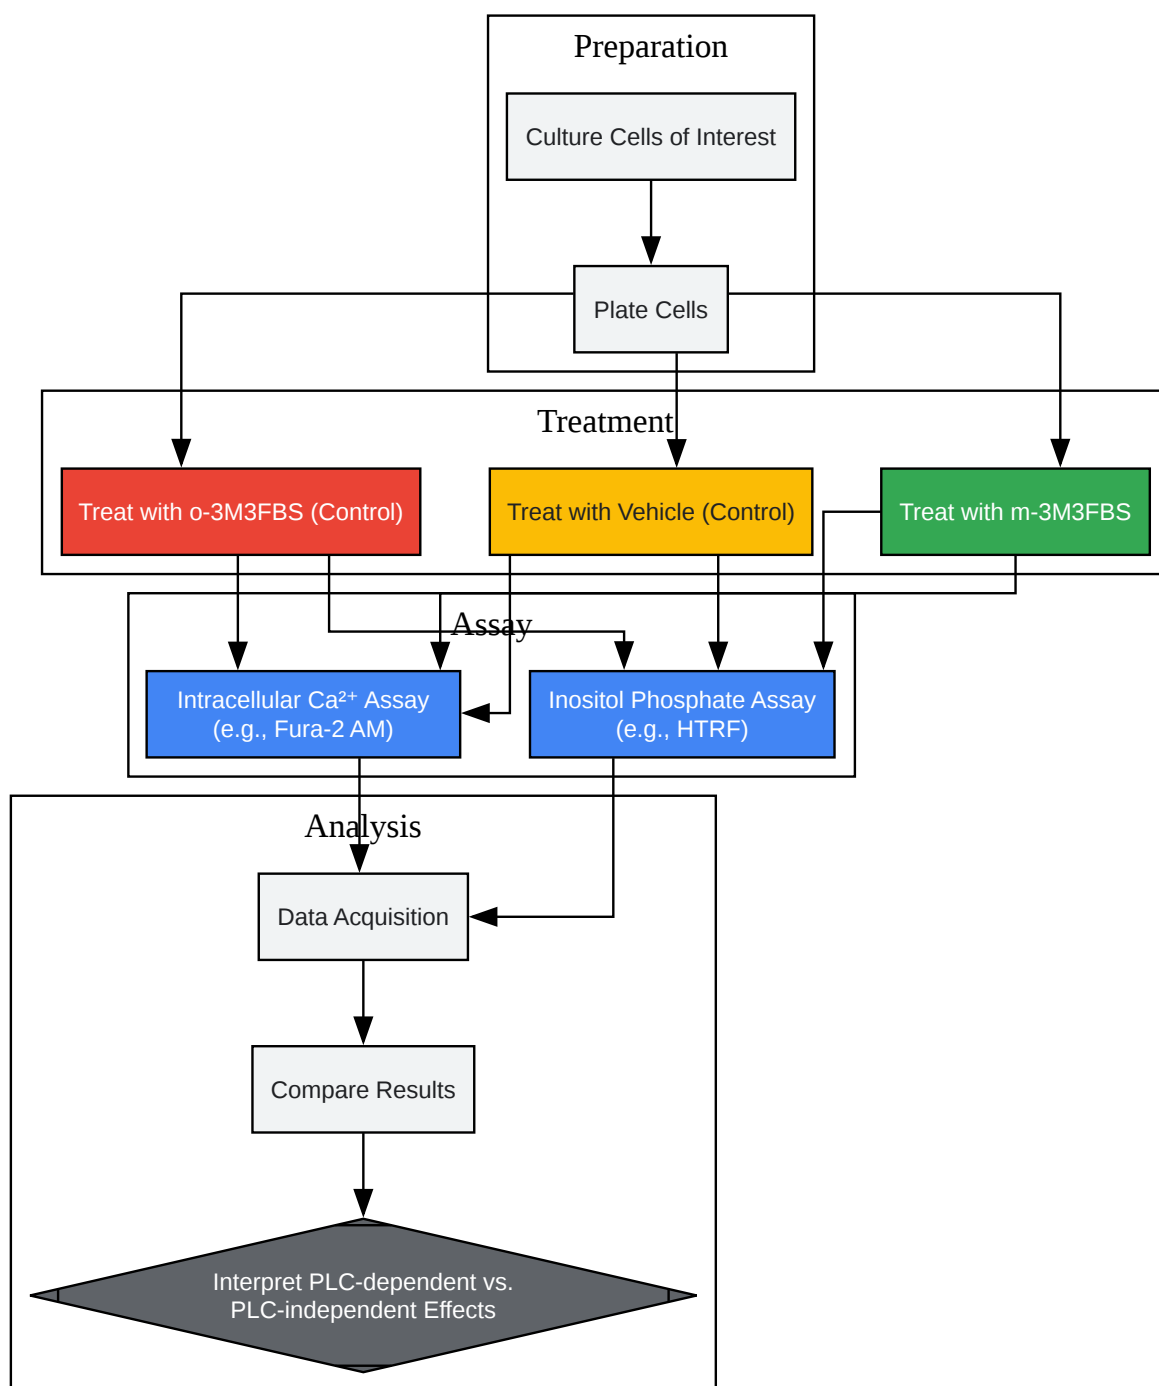 Preparation
Culture Cells of Interest
Plate Cells
Treatment
Treat with o-3M3FBS (Control)
Treat with Vehicle (Control)
Treat with m-3M3FBS
Assay
Intracellular Ca²⁺ Assay
(e.g., Fura-2 AM)
Inositol Phosphate Assay
(e.g., HTRF)
Analysis
Data Acquisition
Compare Results
Interpret PLC-dependent vs.
PLC-independent Effects